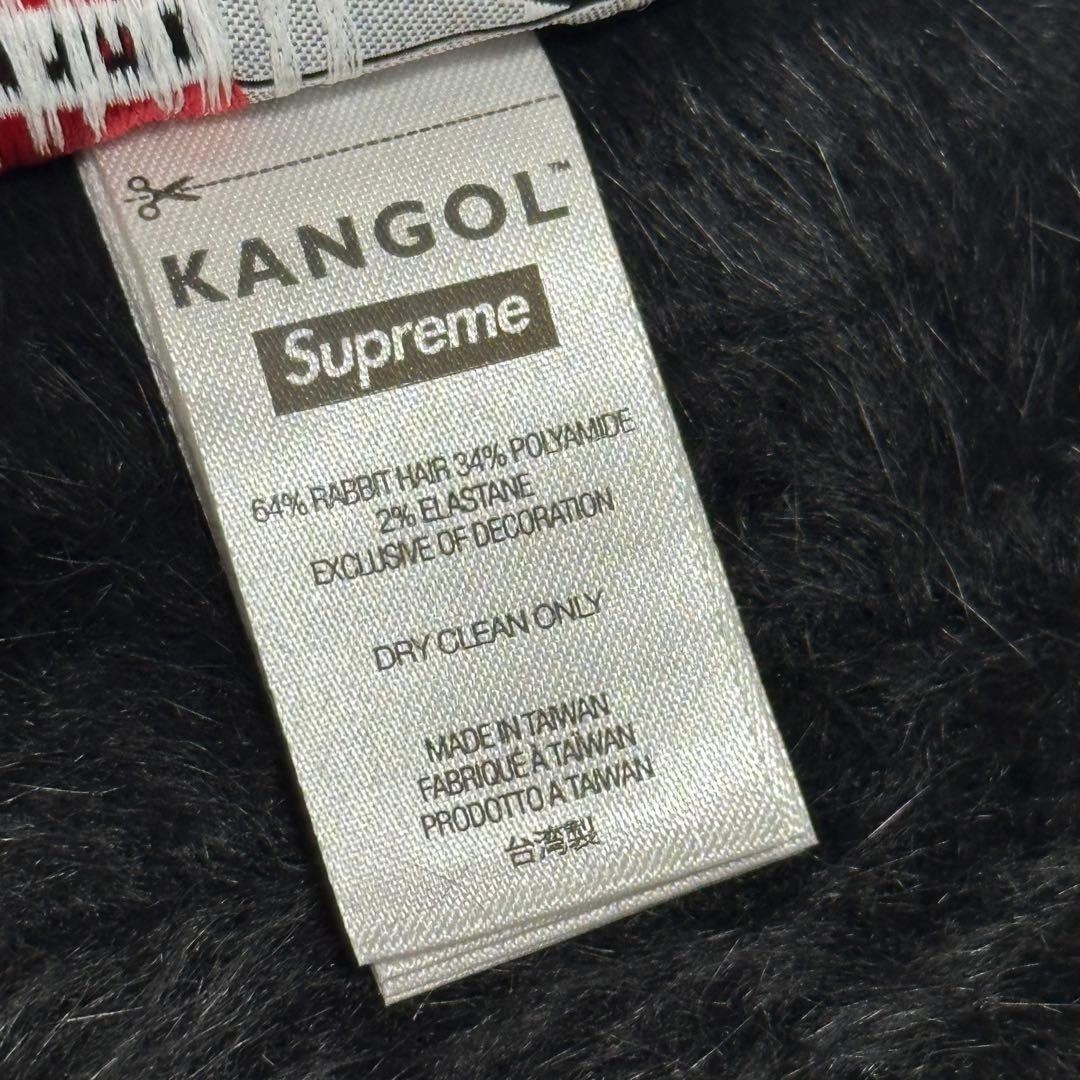 KANGOL™
Supreme
64% RABBIT HAIR 34% POLYAMIDE
2% ELASTANE
EXCLUSIVE OF DECORATION
DRY CLEAN ONLY
MADE IN TAIWAN
FABRIQUÉ À TAÏWAN
PRODOTTO A TAIWAN
台湾製